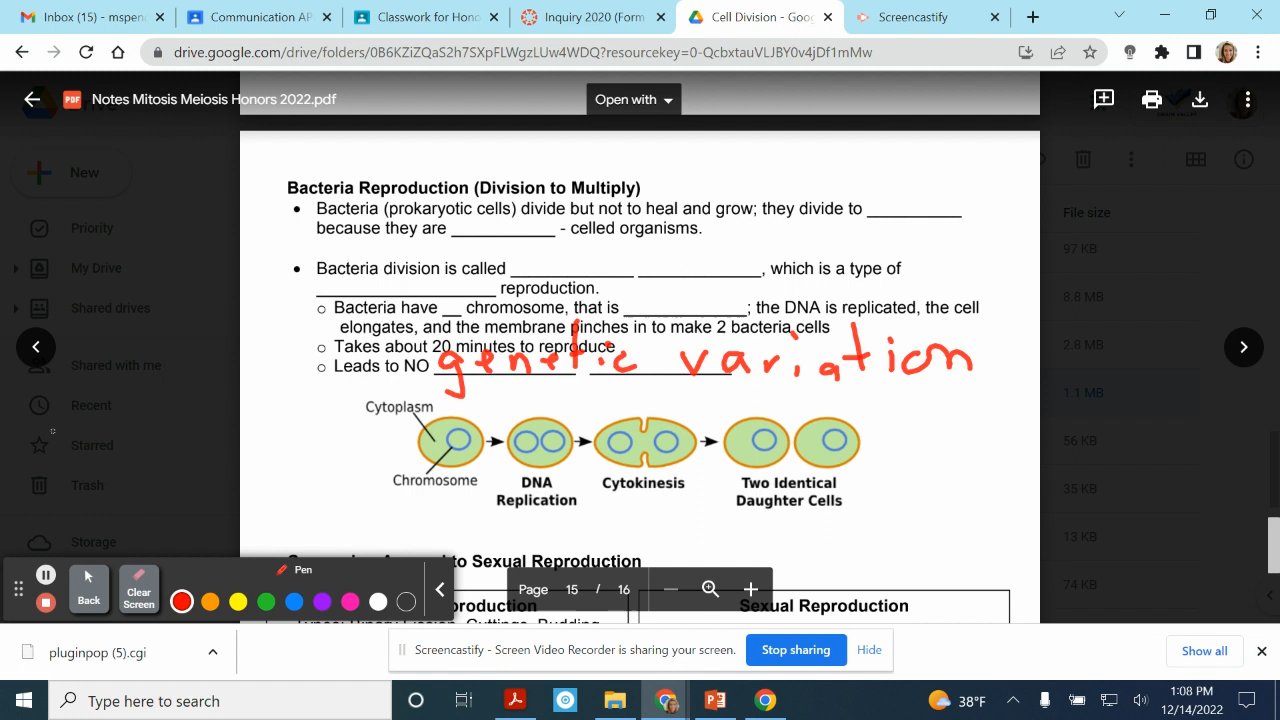 Inbox (15) - mspen
Communication AP
Classwork for Hono
Inquiry 2020 (Form
Cell Division - Goo
Screencastify
drive.google.com/drive/folders/0B6KZiZQaS2h7SXpFLWgzLUw4WDQ?resourcekey=0-QcbxtauVLJBY0v4jDf1mMw
PDF
Notes Mitosis Meiosis Honors 2022.pdf
Open with
New
Priority
My Drive
Shared drives
Shared with me
Recent
Starred
Trash
Storage
File size
97 KB
8.8 MB
2.8 MB
1.1 MB
56 KB
35 KB
13 KB
74 KB
Bacteria Reproduction (Division to Multiply)
• Bacteria (prokaryotic cells) divide but not to heal and grow; they divide to __________
because they are ___________ - celled organisms.
• Bacteria division is called _____________ _____________, which is a type of
___________________ reproduction.
o Bacteria have __ chromosome, that is _____________; the DNA is replicated, the cell
elongates, and the membrane pinches in to make 2 bacteria cells
o Takes about 20 minutes to reproduce
o Leads to NO genetic variation
Cytoplasm
Chromosome
DNA
Replication
Cytokinesis
Two Identical
Daughter Cells
to Sexual Reproduction
production
Sexual Reproduction
Pen
Back
Clear
Screen
Page 15 / 16
pluginpop (5).cgi
Screencastify - Screen Video Recorder is sharing your screen.
Stop sharing
Hide
Show all
Type here to search
38°F
1:08 PM
12/14/2022